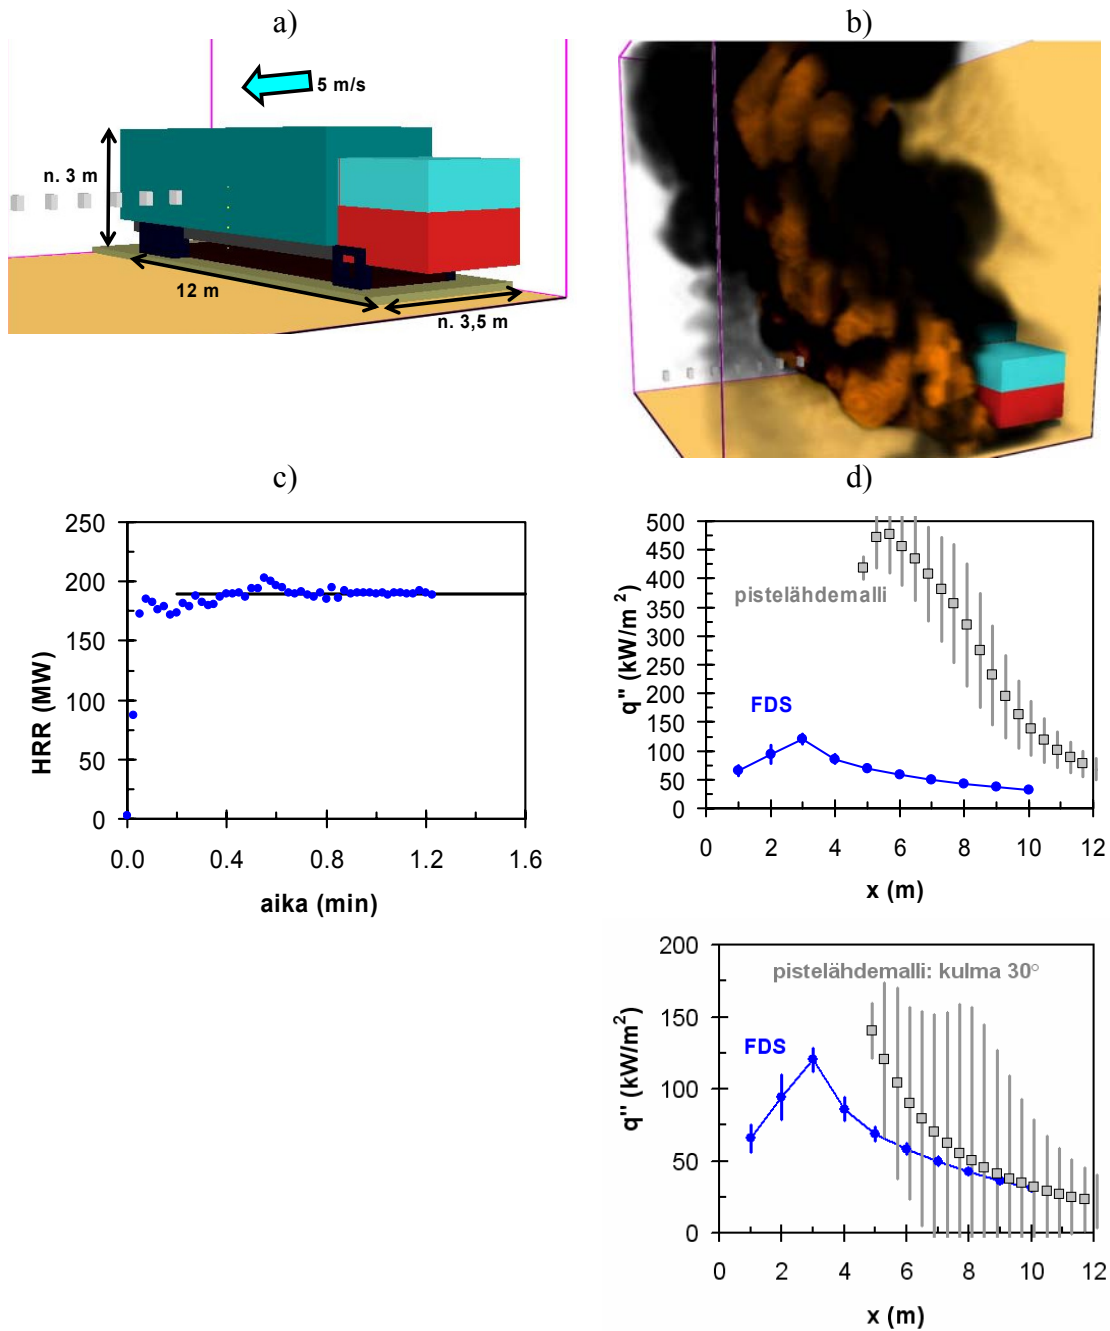 a)
b)
5 m/s
n. 3 m
12 m
n. 3,5 m
c)
d)
250
200
150
100
50
0
HRR (MW)
0.0
0.4
0.8
1.2
1.6
aika (min)
500
450
400
350
300
250
200
150
100
50
0
q" (kW/m²)
pistelähdemalli
FDS
0
2
4
6
8
10
12
x (m)
200
150
100
50
0
q" (kW/m²)
pistelähdemalli: kulma 30°
FDS
0
2
4
6
8
10
12
x (m)